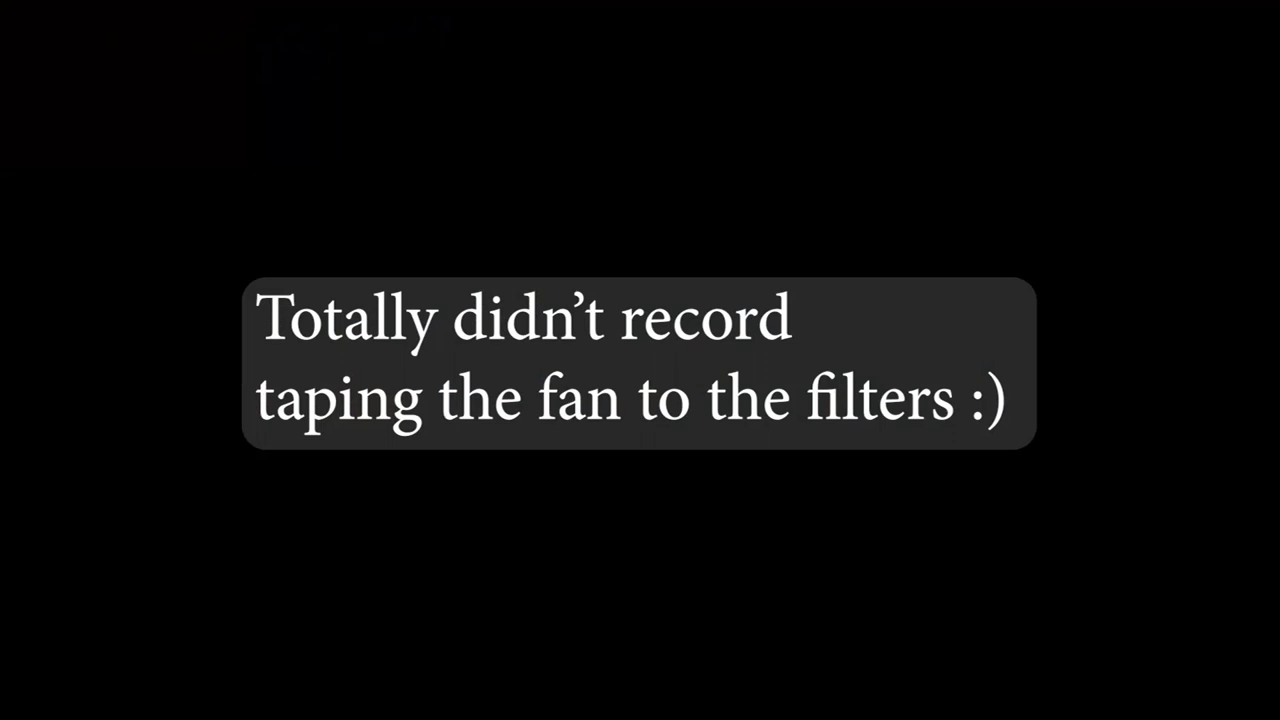 Totally didn’t record
taping the fan to the filters :)